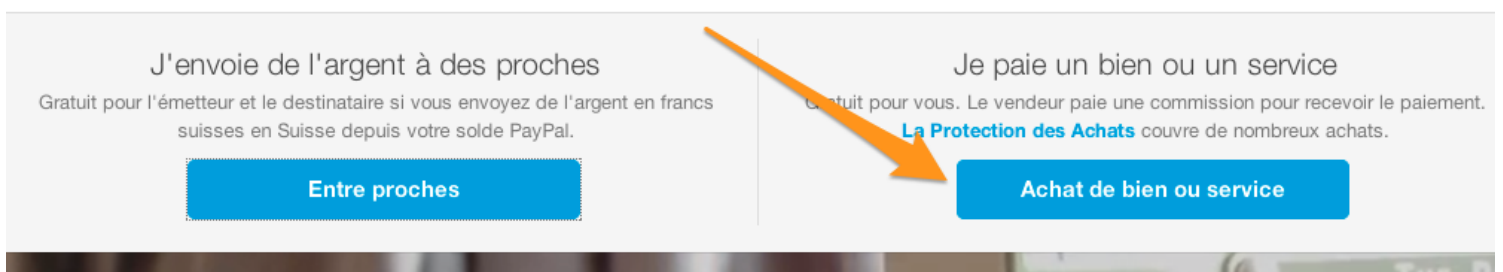 J'envoie de l'argent à des proches
Gratuit pour l'émetteur et le destinataire si vous envoyez de l'argent en francs
suisses en Suisse depuis votre solde PayPal.
Entre proches
Je paie un bien ou un service
Gratuit pour vous. Le vendeur paie une commission pour recevoir le paiement.
La Protection des Achats couvre de nombreux achats.
Achat de bien ou service